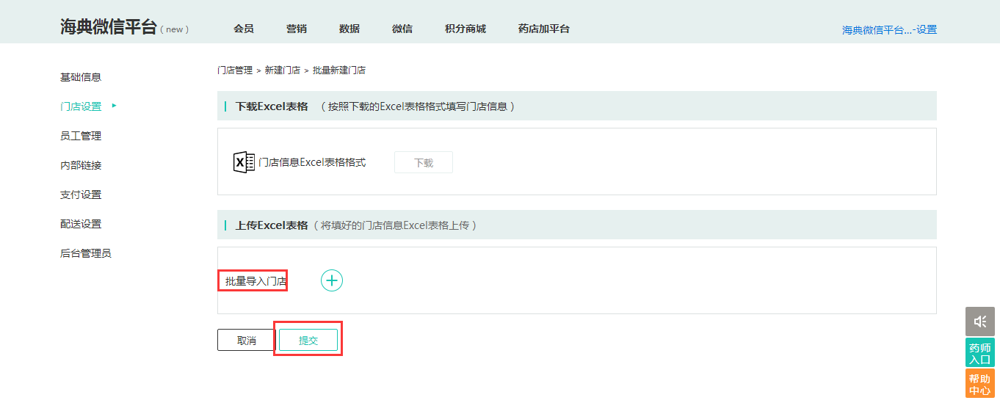 海典微信平台( new )
会员 营销 数据 微信 积分商城 药店加平台
海典微信平台...-设置
基础信息
门店设置
员工管理
内部链接
支付设置
配送设置
后台管理员
门店管理 > 新建门店 > 批量新建门店
下载Excel表格 （按照下载的Excel表格格式填写门店信息）
门店信息Excel表格格式 下载
上传Excel表格（将填好的门店信息Excel表格上传）
批量导入门店
取消 提交
药师
入口
帮助
中心